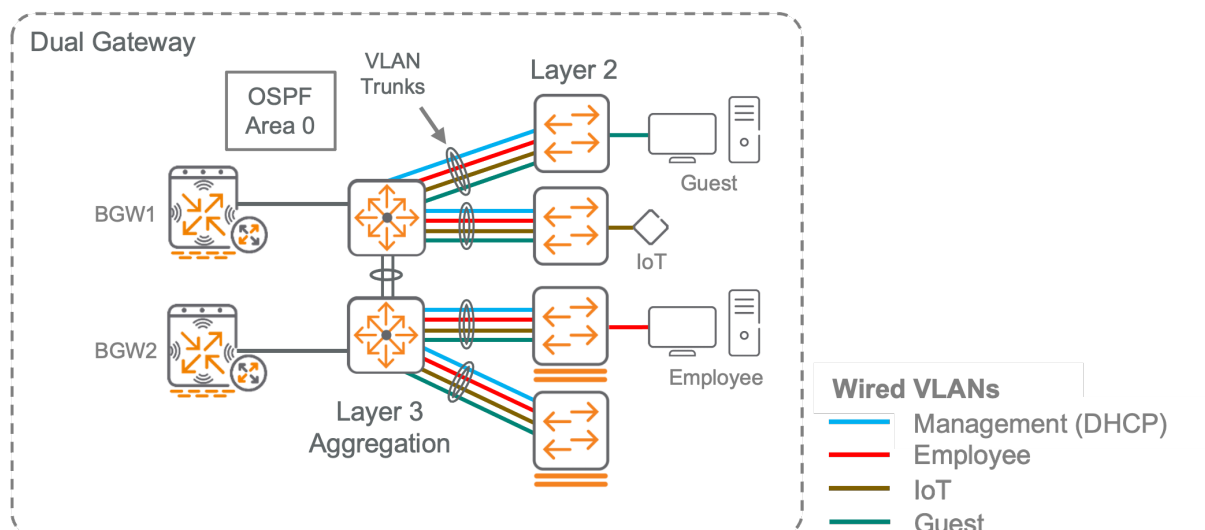 Dual Gateway
VLAN
Trunks
Layer 2
OSPF
Area 0
Guest
BGW1
IoT
BGW2
Employee
Layer 3
Aggregation
Wired VLANs
Management (DHCP)
Employee
IoT
Guest